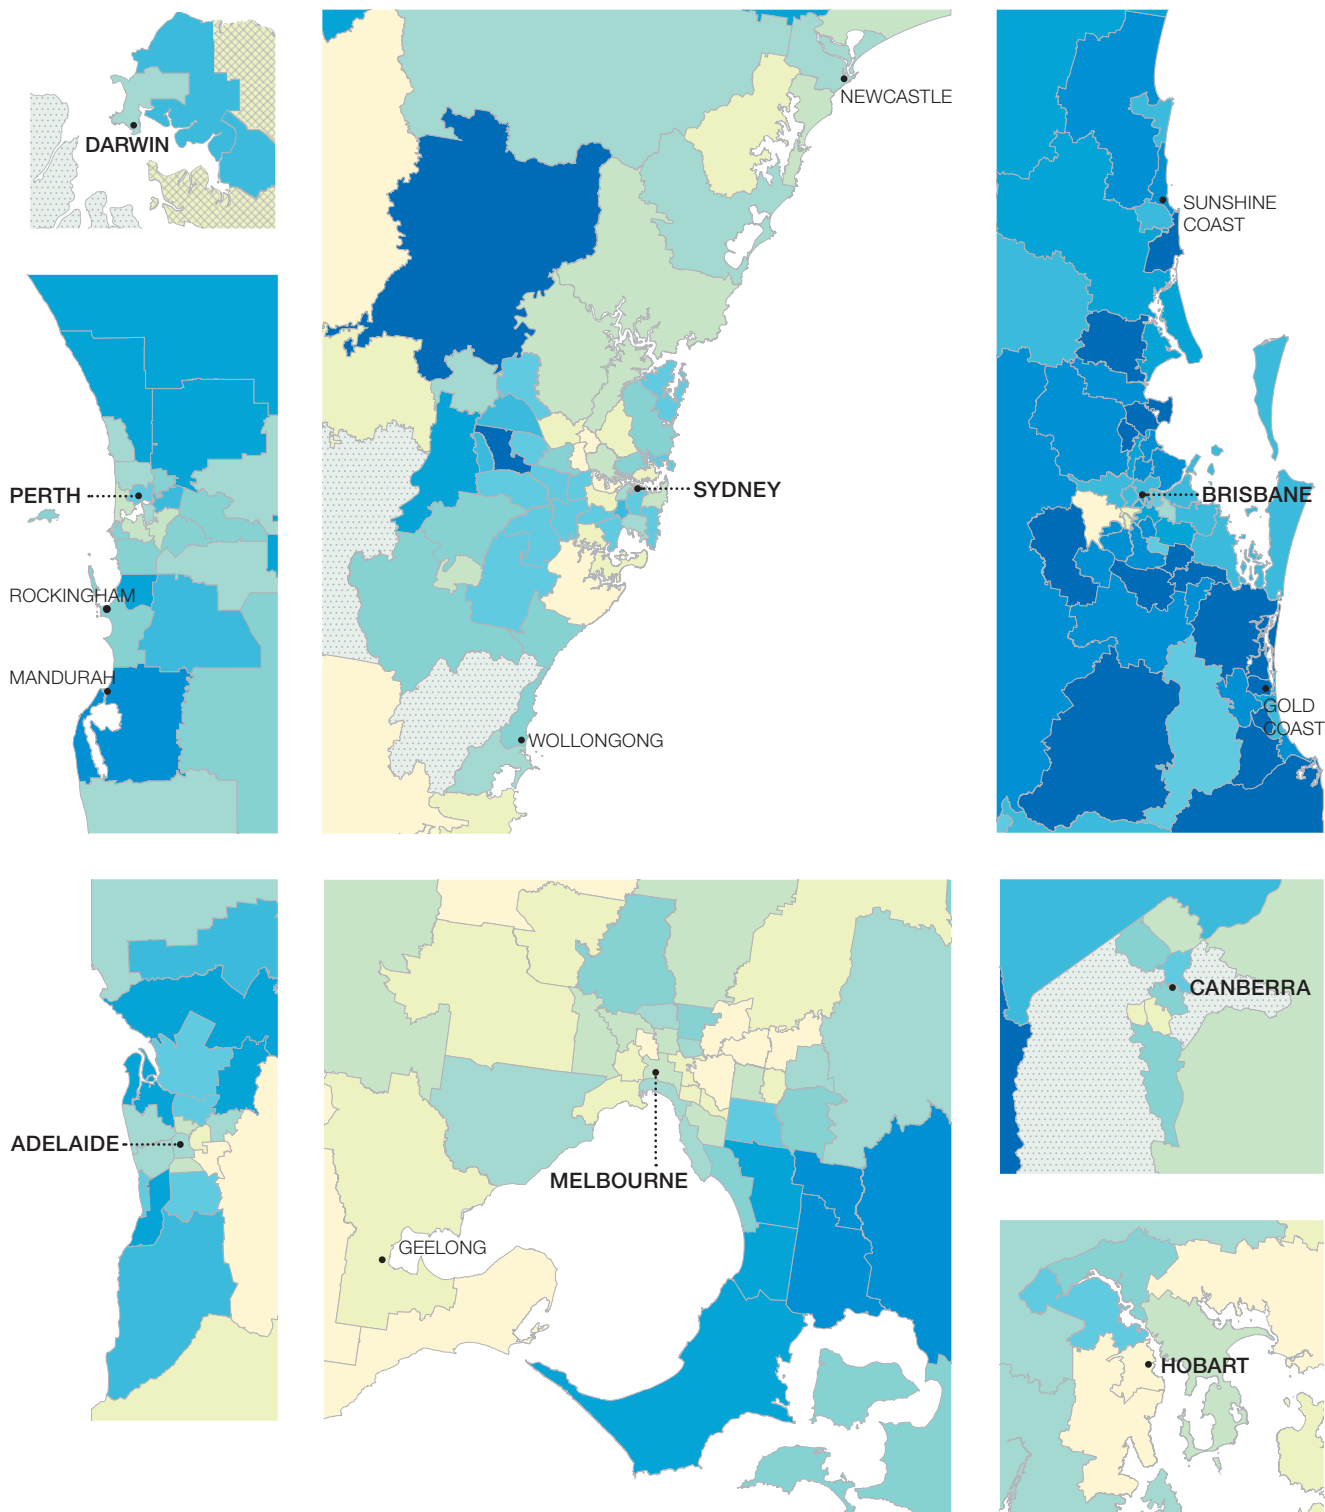 DARWIN
NEWCASTLE
SUNSHINE
COAST
PERTH
SYDNEY
BRISBANE
ROCKINGHAM
MANDURAH
WOLLONGONG
GOLD
COAST
CANBERRA
ADELAIDE
MELBOURNE
GEELONG
HOBART